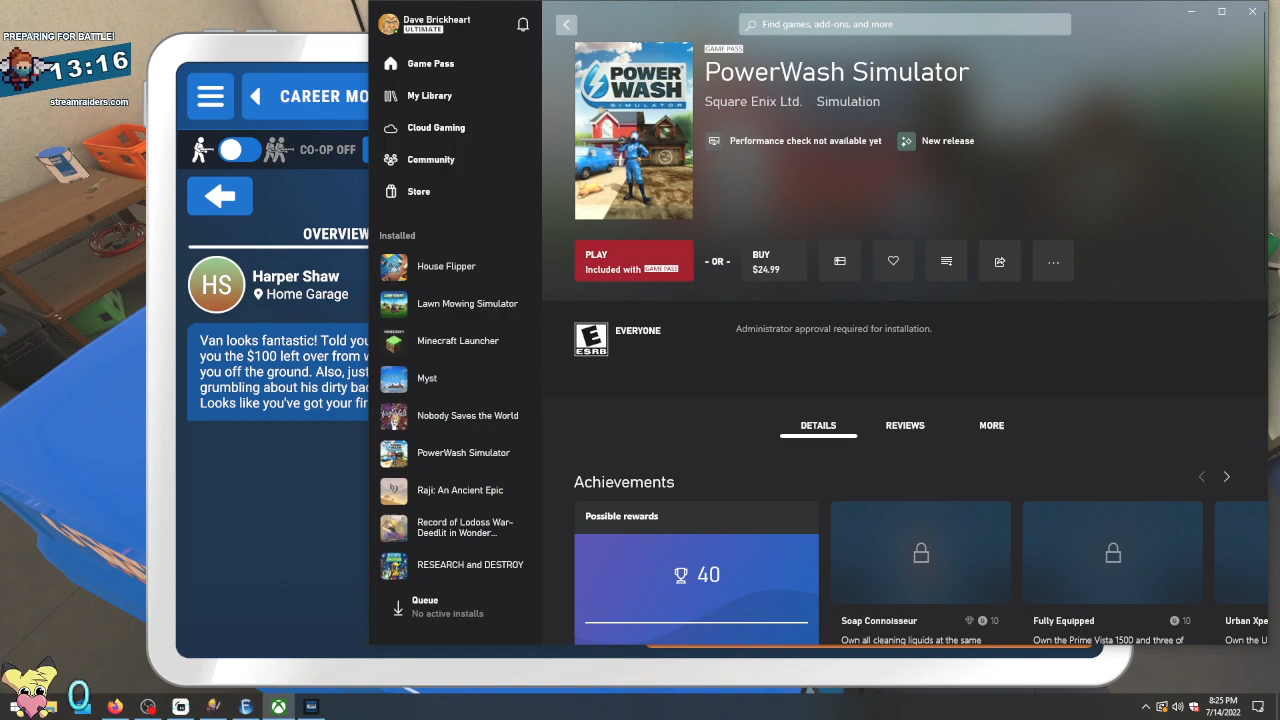 PREPARING FOR BATTLE!
13:16
streamraiders.com
CAREER MO
CO-OP OFF
OVERVIEW
HS
Harper Shaw
Home Garage
Van looks fantastic! Told you
you the $100 left over from w
you off the ground. Also, just
grumbling about his dirty ba
Looks like you've got your fir
0
Dave Brickheart
ULTIMATE
Game Pass
My Library
Cloud Gaming
Community
Store
Installed
House Flipper
Lawn Mowing Simulator
Minecraft Launcher
Myst
Nobody Saves the World
PowerWash Simulator
Raji: An Ancient Epic
Record of Lodoss War-
Deedlit in Wonder...
RESEARCH and DESTROY
Queue
No active installs
Find games, add-ons, and more
POWER
WASH
SIMULATOR
GAME PASS
PowerWash Simulator
Square Enix Ltd. Simulation
Performance check not available yet
New release
PLAY
Included with GAME PASS
- OR -
BUY
$24.99
...
E
ESRB
EVERYONE
Administrator approval required for installation.
DETAILS
REVIEWS
MORE
Achievements
Possible rewards
40
Soap Connoisseur
G 10
Own all cleaning liquids at the same
Fully Equipped
G 10
Own the Prime Vista 1500 and three of
Urban Xpe
Own the U
8:25 PM
7/14/2022